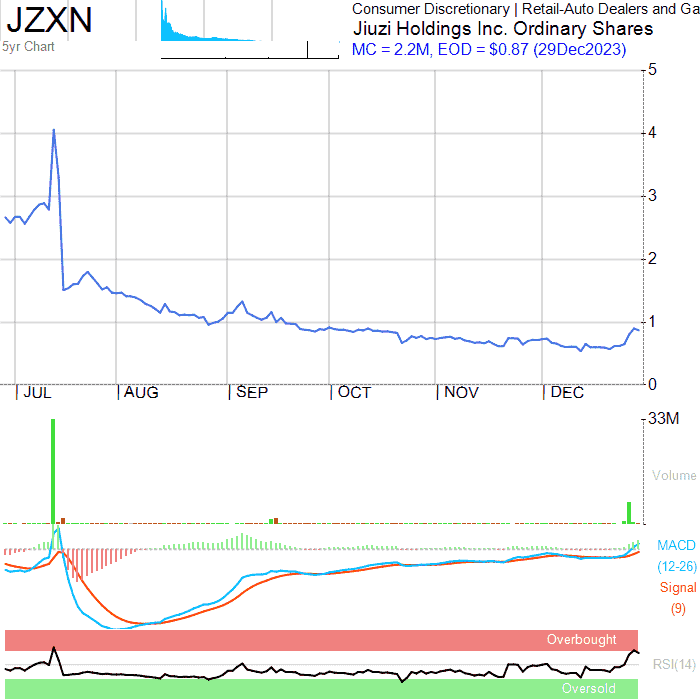 JZXN
Consumer Discretionary | Retail-Auto Dealers and Ga
Jiuzi Holdings Inc. Ordinary Shares
5yr Chart
MC = 2.2M, EOD = $0.87 (29Dec2023)
5
4
3
2
1
0
JUL AUG SEP OCT NOV DEC
33M
Volume
MACD
(12-26)
Signal
(9)
Overbought
RSI(14)
Oversold